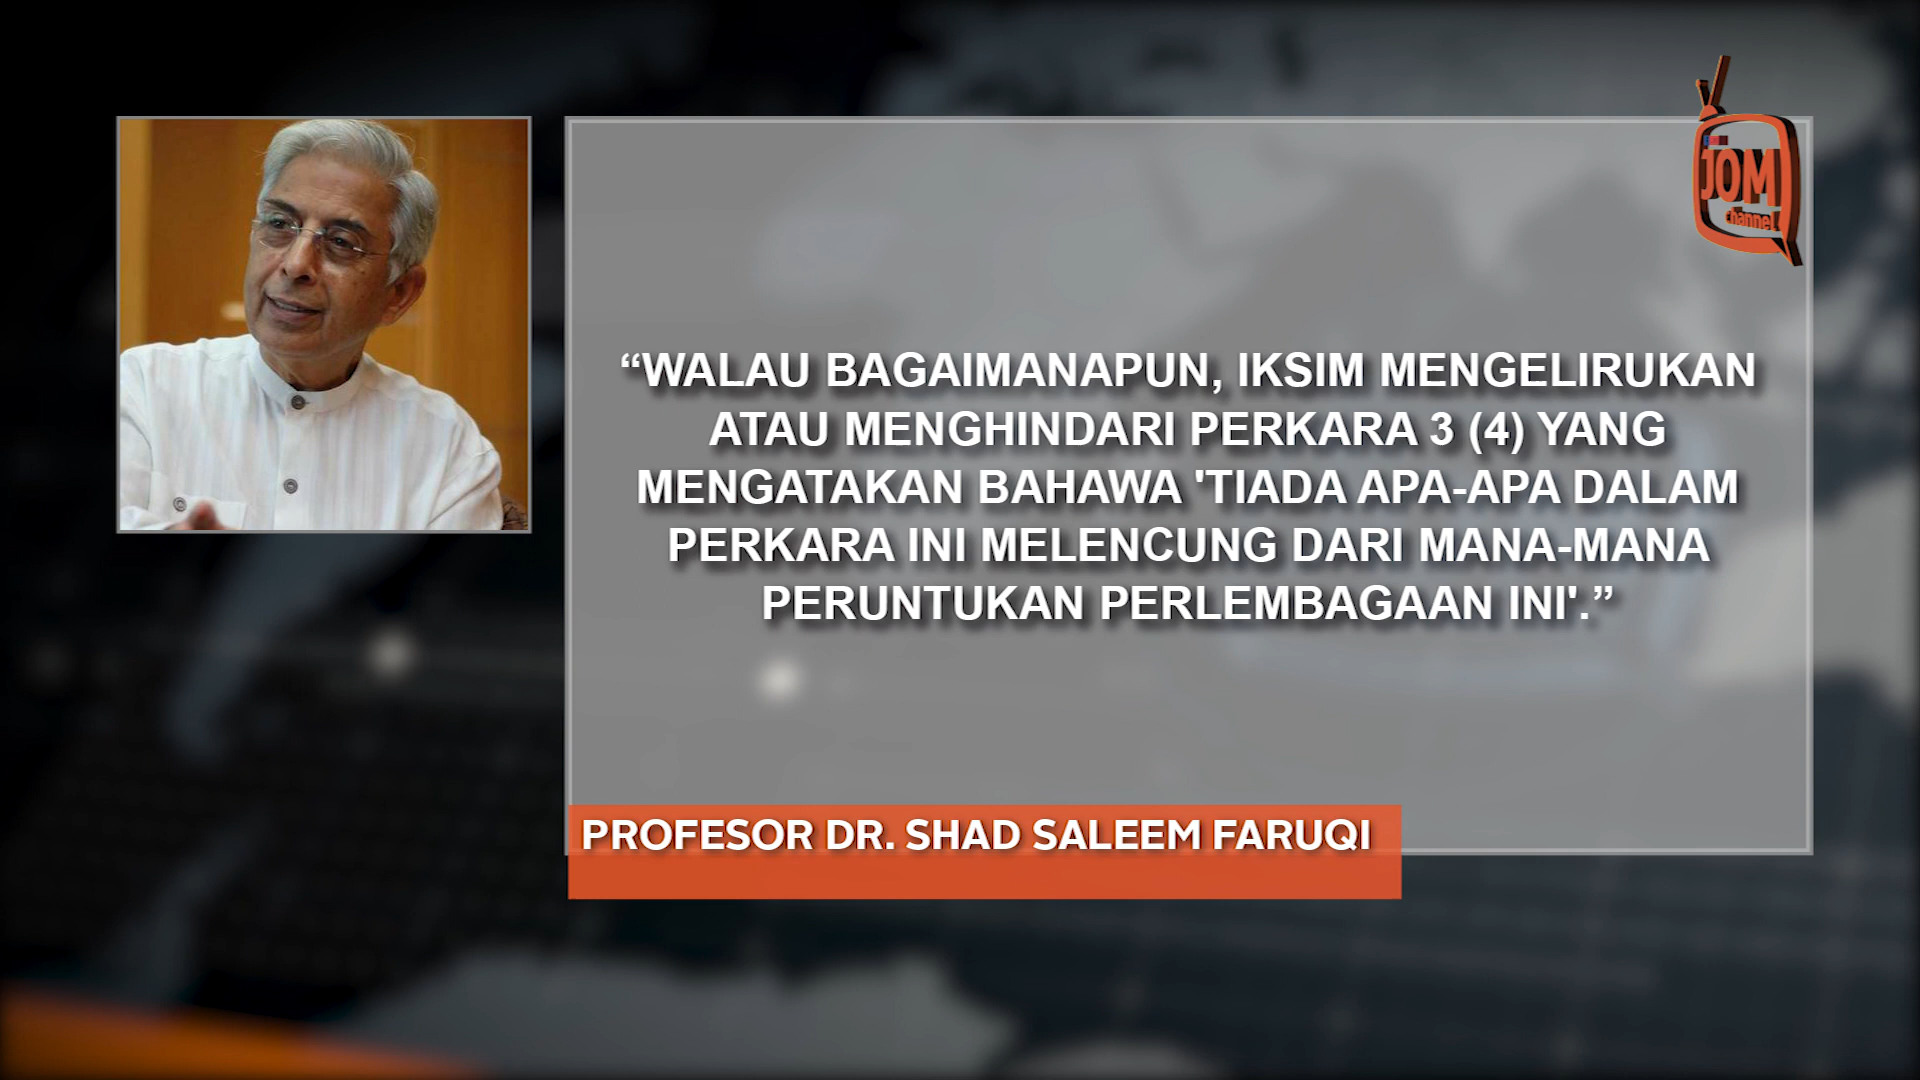 JOM
channel
“WALAU BAGAIMANAPUN, IKSIM MENGELIRUKAN
ATAU MENGHINDARI PERKARA 3 (4) YANG
MENGATAKAN BAHAWA 'TIADA APA-APA DALAM
PERKARA INI MELENCUNG DARI MANA-MANA
PERUNTUKAN PERLEMBAGAAN INI'.”
PROFESOR DR. SHAD SALEEM FARUQI